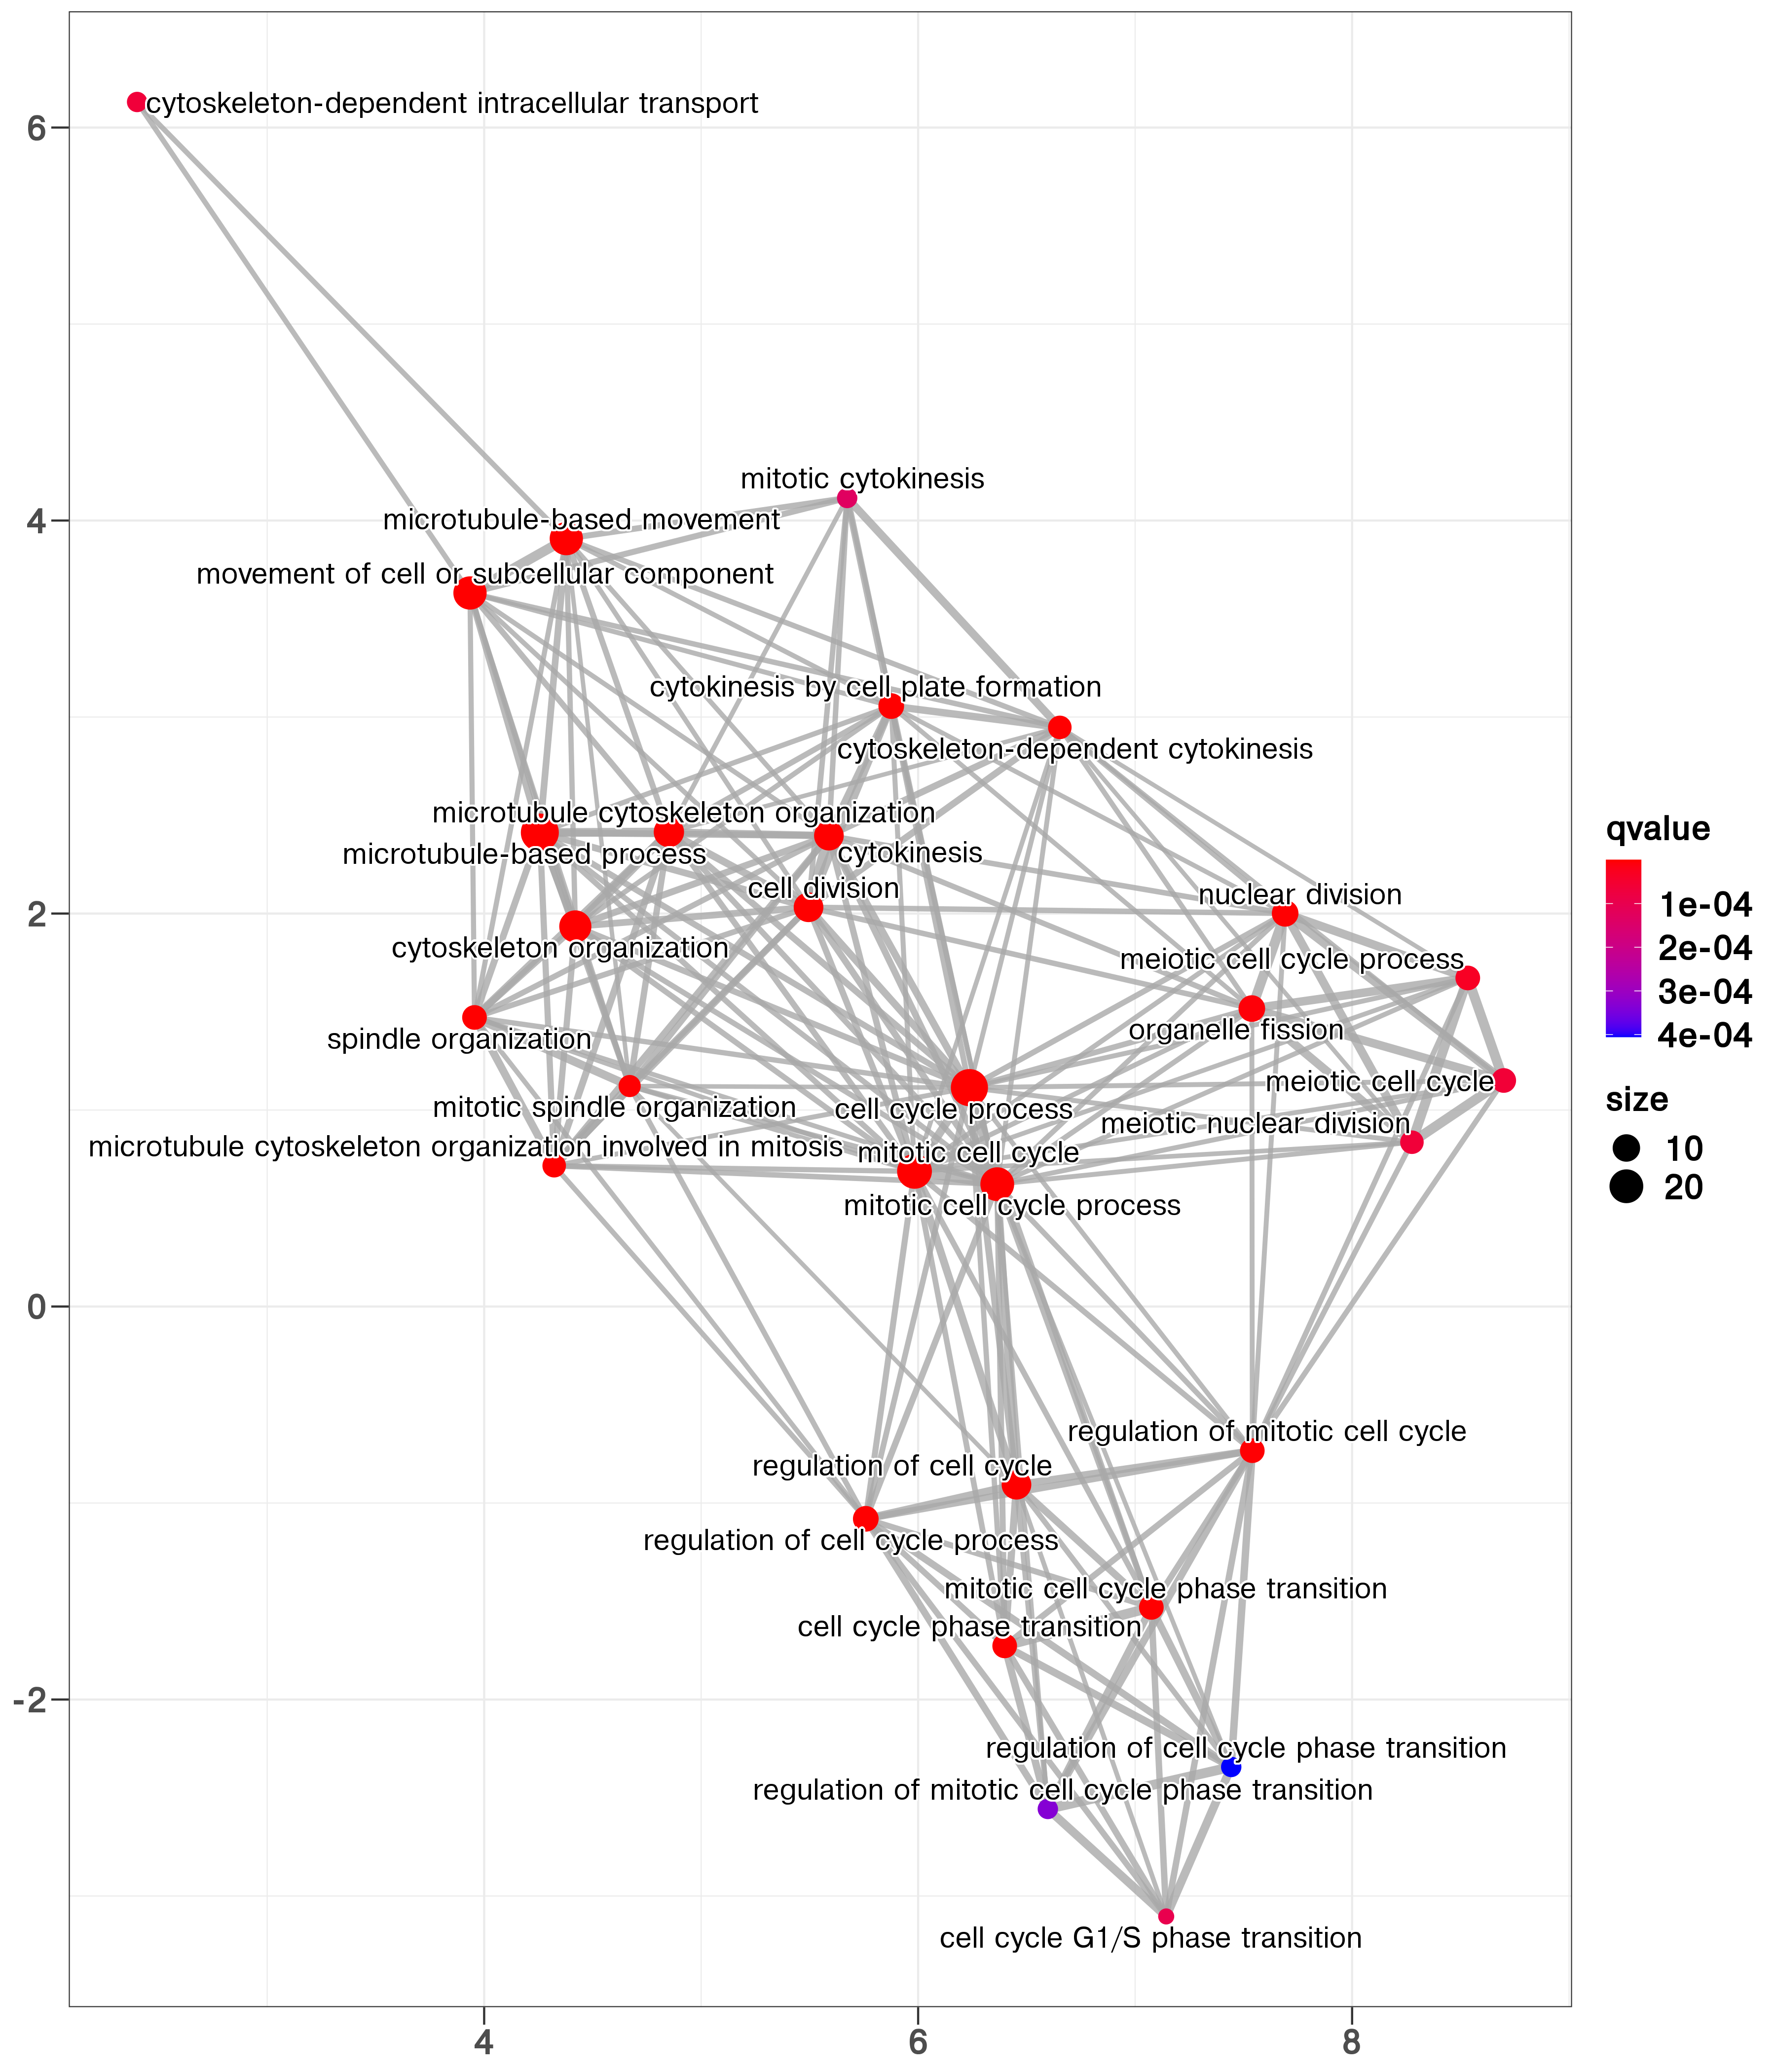 cytoskeleton-dependent intracellular transport
6
mitotic cytokinesis
4
microtubule-based movement
movement of cell or subcellular component
cytokinesis by cell plate formation
cytoskeleton-dependent cytokinesis
microtubule cytoskeleton organization
microtubule-based process
cytokinesis
cell division
nuclear division
2
cytoskeleton organization
meiotic cell cycle process
organelle fission
spindle organization
meiotic cell cycle
mitotic spindle organization
cell cycle process
meiotic nuclear division
microtubule cytoskeleton organization involved in mitosis
mitotic cell cycle
mitotic cell cycle process
0
regulation of mitotic cell cycle
regulation of cell cycle
regulation of cell cycle process
mitotic cell cycle phase transition
cell cycle phase transition
-2
regulation of cell cycle phase transition
regulation of mitotic cell cycle phase transition
cell cycle G1/S phase transition
4
6
8
qvalue
1e-04
2e-04
3e-04
4e-04
size
10
20